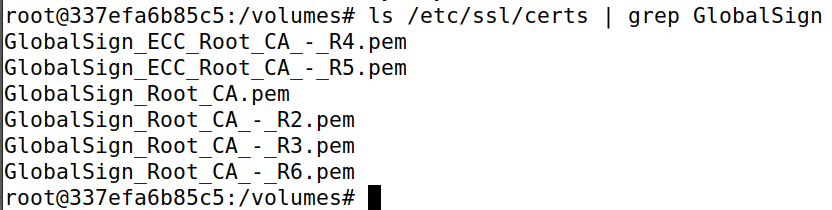 root@337efa6b85c5:/volumes# ls /etc/ssl/certs | grep GlobalSign
GlobalSign_ECC_Root_CA_-_R4.pem
GlobalSign_ECC_Root_CA_-_R5.pem
GlobalSign_Root_CA.pem
GlobalSign_Root_CA_-_R2.pem
GlobalSign_Root_CA_-_R3.pem
GlobalSign_Root_CA_-_R6.pem
root@337efa6b85c5:/volumes#